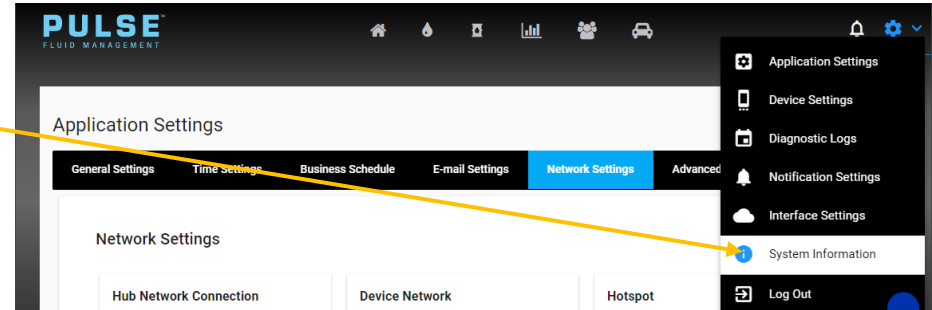 PULSE™
FLUID MANAGEMENT
Application Settings
Device Settings
Diagnostic Logs
Notification Settings
Interface Settings
System Information
Log Out
Application Settings
General Settings Time Settings Business Schedule E-mail Settings Network Settings Advanced
Network Settings
Hub Network Connection Device Network Hotspot